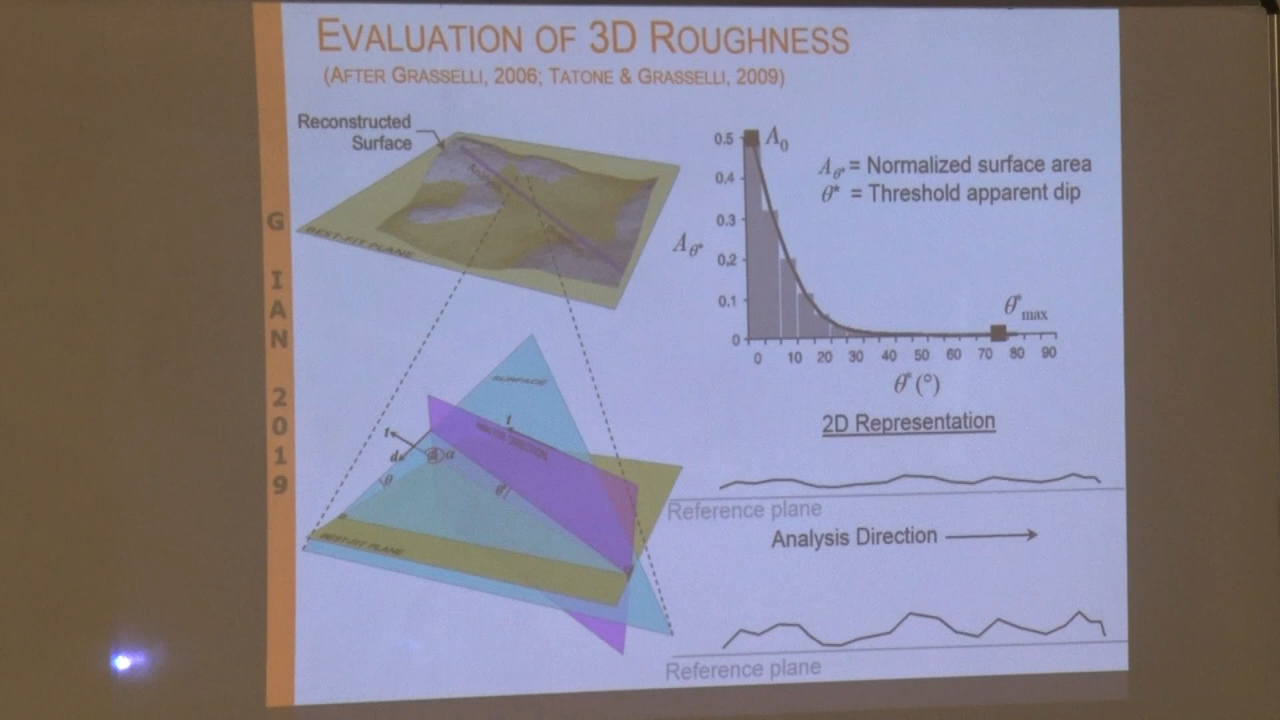 EVALUATION OF 3D ROUGHNESS
(AFTER GRASSELLI, 2006; TATONE & GRASSELLI, 2009)
G
IAN
2019
Reconstructed
Surface
BEST-FIT PLANE
0.5
A0
0.4
0.3
0.2
0.1
0
Aθ*
Aθ* = Normalized surface area
θ* = Threshold apparent dip
θ*max
0 10 20 30 40 50 60 70 80 90
θ* (°)
SURFACE
t
t
d
d
α
θ
θ*
BEST-FIT PLANE
2D Representation
Reference plane
Analysis Direction
Reference plane